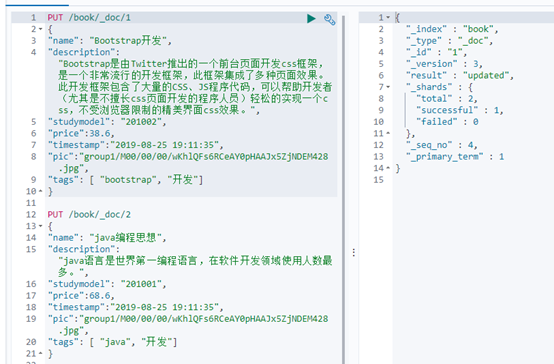 1 PUT /book/_doc/1
2 {
3 "name": "Bootstrap开发",
4 "description":
"Bootstrap是由Twitter推出的一个前台页面开发css框架，
是一个非常流行的开发框架，此框架集成了多种页面效果。
此开发框架包含了大量的CSS、JS程序代码，可以帮助开发者
（尤其是不擅长css页面开发的程序人员）轻松的实现一个c
ss，不受浏览器限制的精美界面css效果。",
5 "studymodel": "201002",
6 "price":38.6,
7 "timestamp":"2019-08-25 19:11:35",
8 "pic":"group1/M00/00/00/wKhlQFs6RCeAY0pHAAJx5ZjNDEM428
.jpg",
9 "tags": [ "bootstrap", "开发"]
10 }
11
12 PUT /book/_doc/2
13 {
14 "name": "java编程思想",
15 "description":
"java语言是世界第一编程语言，在软件开发领域使用人数最
多。",
16 "studymodel": "201001",
17 "price":68.6,
18 "timestamp":"2019-08-25 19:11:35",
19 "pic":"group1/M00/00/00/wKhlQFs6RCeAY0pHAAJx5ZjNDEM428
.jpg",
20 "tags": [ "java", "开发"]
21 }
1 {
2 "_index" : "book",
3 "_type" : "_doc",
4 "_id" : "1",
5 "_version" : 3,
6 "result" : "updated",
7 "_shards" : {
8 "total" : 2,
9 "successful" : 1,
10 "failed" : 0
11 },
12 "_seq_no" : 4,
13 "_primary_term" : 1
14 }
15